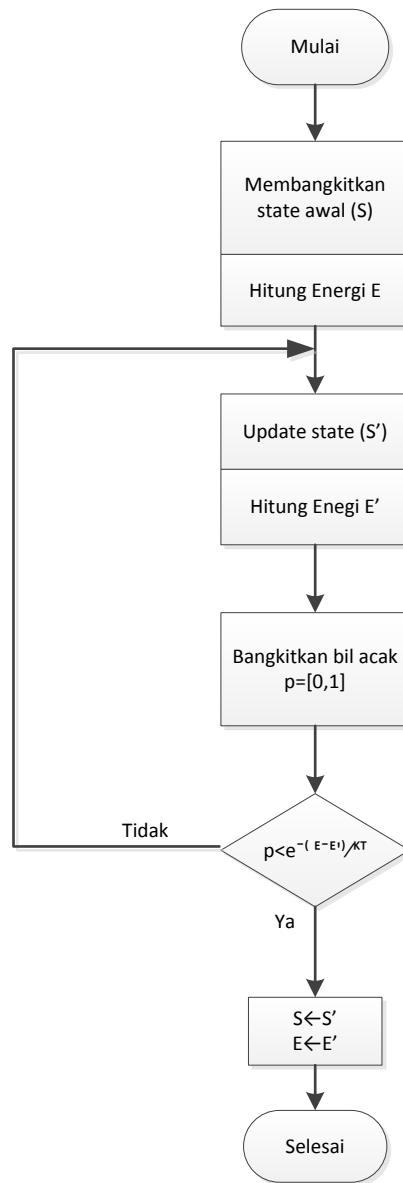 Mulai
Membangkitkan
state awal (S)
Hitung Energi E
Update state (S’)
Hitung Enegi E’
Bangkitkan bil acak
p=[0,1]
Tidak
p<e⁻⁽ ᴱ⁻ᴱ'⁾/ᴷᵀ
Ya
S←S’
E←E’
Selesai